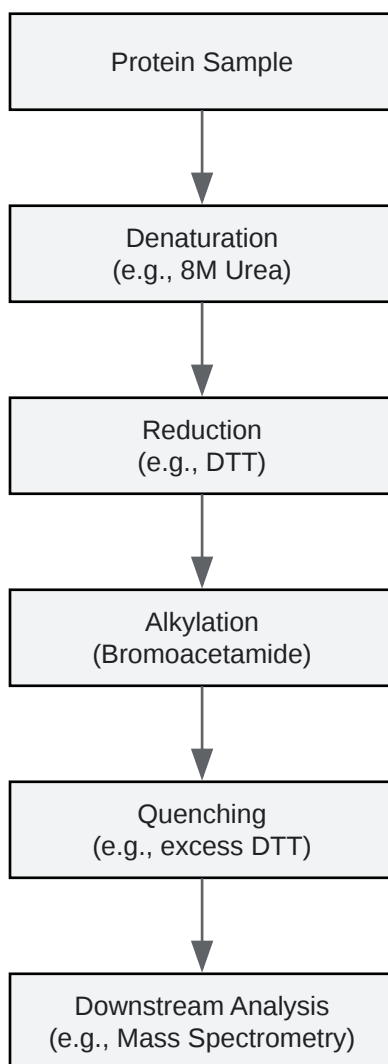 Protein Sample
Denaturation
(e.g., 8M Urea)
Reduction
(e.g., DTT)
Alkylation
(Bromoacetamide)
Quenching
(e.g., excess DTT)
Downstream Analysis
(e.g., Mass Spectrometry)